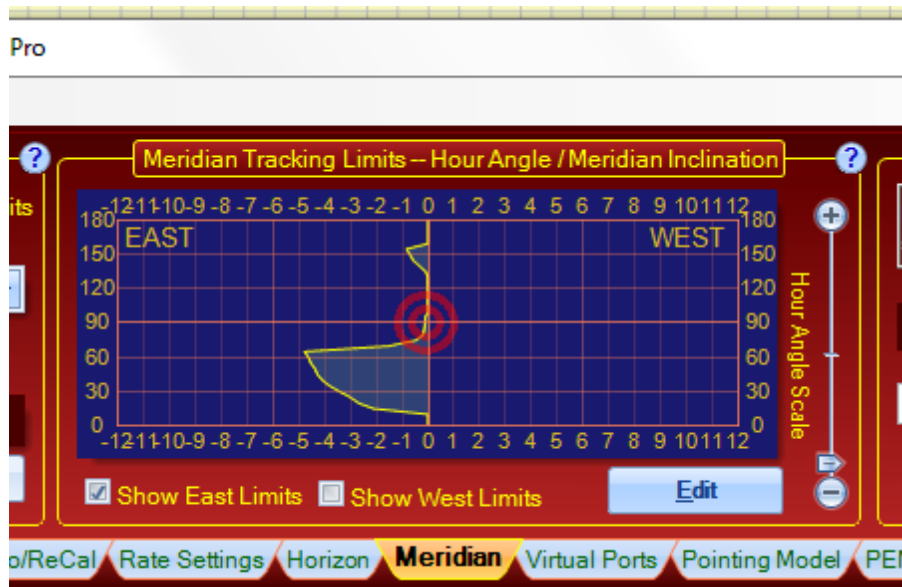 Pro
? Meridian Tracking Limits -- Hour Angle / Meridian Inclination ?
its
-12-11-10-9 -8 -7 -6 -5 -4 -3 -2 -1 0 1 2 3 4 5 6 7 8 9 10 11 12
180 180
EAST WEST
150 150
120 120
90 90
60 60
30 30
0 0
-12-11-10-9 -8 -7 -6 -5 -4 -3 -2 -1 0 1 2 3 4 5 6 7 8 9 10 11 12
Hour Angle Scale
Show East Limits Show West Limits Edit
o/ReCal Rate Settings Horizon Meridian Virtual Ports Pointing Model PEM